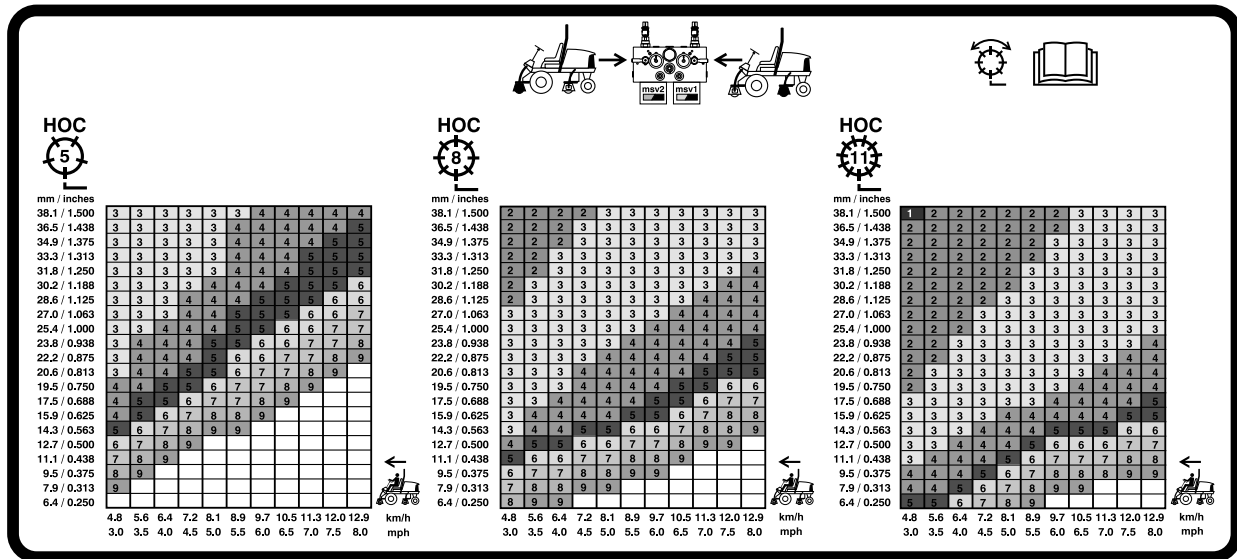 msv2 msv1
HOC
5
mm / inches
38.1 / 1.500 3 3 3 3 3 3 4 4 4 4 4
36.5 / 1.438 3 3 3 3 3 4 4 4 4 4 5
34.9 / 1.375 3 3 3 3 3 4 4 4 4 5 5
33.3 / 1.313 3 3 3 3 3 4 4 4 5 5 5
31.8 / 1.250 3 3 3 3 3 4 4 4 5 5 5
30.2 / 1.188 3 3 3 3 4 4 4 5 5 5 6
28.6 / 1.125 3 3 3 4 4 4 5 5 5 6 6
27.0 / 1.063 3 3 3 4 4 5 5 5 6 6 7
25.4 / 1.000 3 3 4 4 4 5 5 6 6 7 7
23.8 / 0.938 3 4 4 4 5 5 6 6 7 7 8
22.2 / 0.875 3 4 4 4 5 6 6 7 7 8 9
20.6 / 0.813 3 4 4 5 5 6 7 7 8 9
19.5 / 0.750 4 4 5 5 6 7 7 8 9
17.5 / 0.688 4 5 5 6 7 7 8 9
15.9 / 0.625 4 5 6 7 8 8 9
14.3 / 0.563 5 6 7 8 9 9
12.7 / 0.500 6 7 8 9
11.1 / 0.438 7 8 9
9.5 / 0.375 8 9
7.9 / 0.313 9
6.4 / 0.250
4.8 5.6 6.4 7.2 8.1 8.9 9.7 10.5 11.3 12.0 12.9 km/h
3.0 3.5 4.0 4.5 5.0 5.5 6.0 6.5 7.0 7.5 8.0 mph
HOC
8
mm / inches
38.1 / 1.500 2 2 2 2 3 3 3 3 3 3 3
36.5 / 1.438 2 2 2 3 3 3 3 3 3 3 3
34.9 / 1.375 2 2 2 3 3 3 3 3 3 3 3
33.3 / 1.313 2 2 3 3 3 3 3 3 3 3 3
31.8 / 1.250 2 2 3 3 3 3 3 3 3 3 4
30.2 / 1.188 2 3 3 3 3 3 3 3 3 4 4
28.6 / 1.125 2 3 3 3 3 3 3 3 4 4 4
27.0 / 1.063 3 3 3 3 3 3 3 4 4 4 4
25.4 / 1.000 3 3 3 3 3 3 4 4 4 4 4
23.8 / 0.938 3 3 3 3 3 4 4 4 4 4 5
22.2 / 0.875 3 3 3 3 4 4 4 4 4 5 5
20.6 / 0.813 3 3 3 3 4 4 4 4 5 5 5
19.5 / 0.750 3 3 3 4 4 4 4 5 5 6 6
17.5 / 0.688 3 3 3 4 4 4 5 5 6 6 7
15.9 / 0.625 3 4 4 4 4 5 5 6 7 8 8
14.3 / 0.563 3 4 4 5 5 6 6 7 8 8 9
12.7 / 0.500 4 5 5 6 6 7 7 8 9 9
11.1 / 0.438 5 6 6 7 7 8 8 9
9.5 / 0.375 6 7 7 8 8 9 9
7.9 / 0.313 7 8 8 9 9
6.4 / 0.250 8 9 9
4.8 5.6 6.4 7.2 8.1 8.9 9.7 10.5 11.3 12.0 12.9 km/h
3.0 3.5 4.0 4.5 5.0 5.5 6.0 6.5 7.0 7.5 8.0 mph
HOC
11
mm / inches
38.1 / 1.500 1 2 2 2 2 2 2 3 3 3 3
36.5 / 1.438 2 2 2 2 2 2 2 3 3 3 3
34.9 / 1.375 2 2 2 2 2 2 3 3 3 3 3
33.3 / 1.313 2 2 2 2 2 2 3 3 3 3 3
31.8 / 1.250 2 2 2 2 2 3 3 3 3 3 3
30.2 / 1.188 2 2 2 2 2 3 3 3 3 3 3
28.6 / 1.125 2 2 2 2 3 3 3 3 3 3 3
27.0 / 1.063 2 2 2 3 3 3 3 3 3 3 3
25.4 / 1.000 2 2 2 3 3 3 3 3 3 3 3
23.8 / 0.938 2 2 3 3 3 3 3 3 3 3 4
22.2 / 0.875 2 2 3 3 3 3 3 3 3 4 4
20.6 / 0.813 2 3 3 3 3 3 3 3 3 4 4
19.5 / 0.750 2 3 3 3 3 3 3 4 4 4 4
17.5 / 0.688 3 3 3 3 3 3 4 4 4 4 5
15.9 / 0.625 3 3 3 3 4 4 4 4 4 5 5
14.3 / 0.563 3 3 3 4 4 4 5 5 5 6 6
12.7 / 0.500 3 3 4 4 4 5 6 6 6 7 7
11.1 / 0.438 3 4 4 4 5 6 6 7 7 8 8
9.5 / 0.375 4 4 4 5 6 7 8 8 8 9 9
7.9 / 0.313 4 4 5 6 7 8 9 9
6.4 / 0.250 5 5 6 7 8 9
4.8 5.6 6.4 7.2 8.1 8.9 9.7 10.5 11.3 12.0 12.9 km/h
3.0 3.5 4.0 4.5 5.0 5.5 6.0 6.5 7.0 7.5 8.0 mph